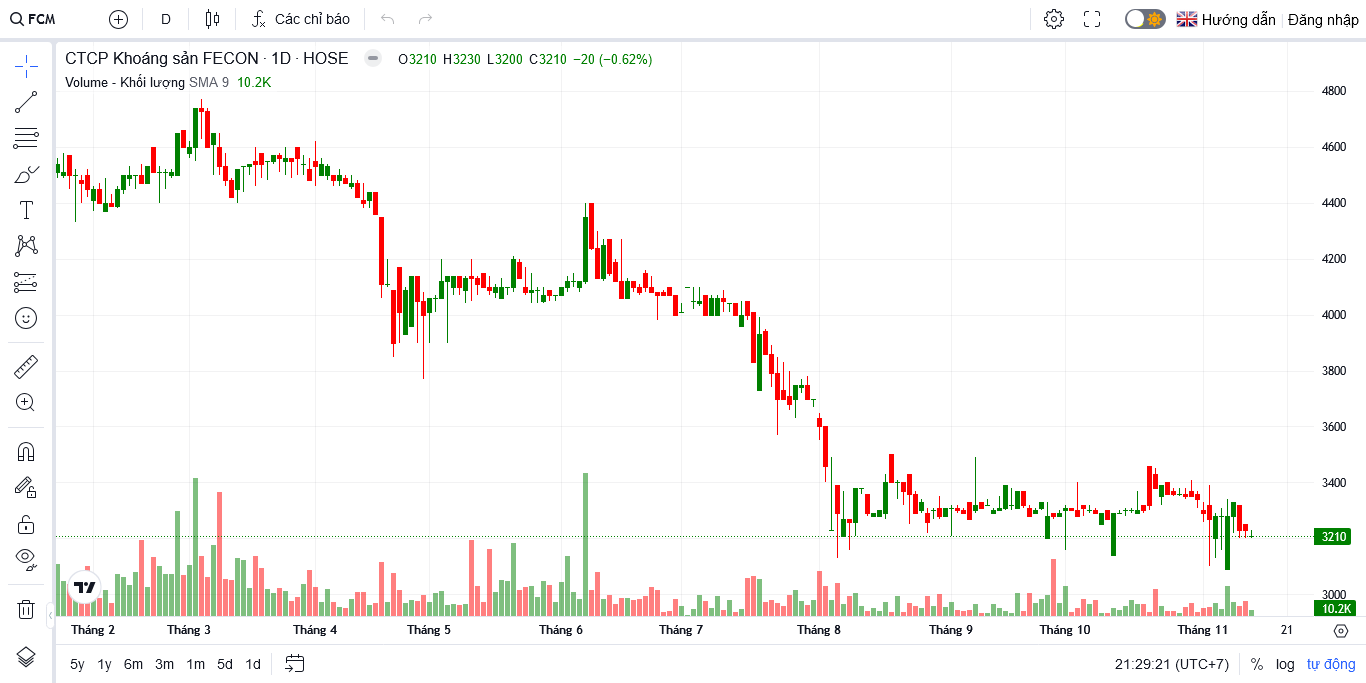 FCM D Các chỉ báo Hướng dẫn Đăng nhập
CTCP Khoáng sản FECON · 1D · HOSE O3210 H3230 L3200 C3210 −20 (−0.62%)
Volume - Khối lượng SMA 9 10.2K
4800
4600
4400
4200
4000
3800
3600
3400
3210
3000
10.2K
Tháng 2 Tháng 3 Tháng 4 Tháng 5 Tháng 6 Tháng 7 Tháng 8 Tháng 9 Tháng 10 Tháng 11 21
5y 1y 6m 3m 1m 5d 1d 21:29:21 (UTC+7) % log tự động